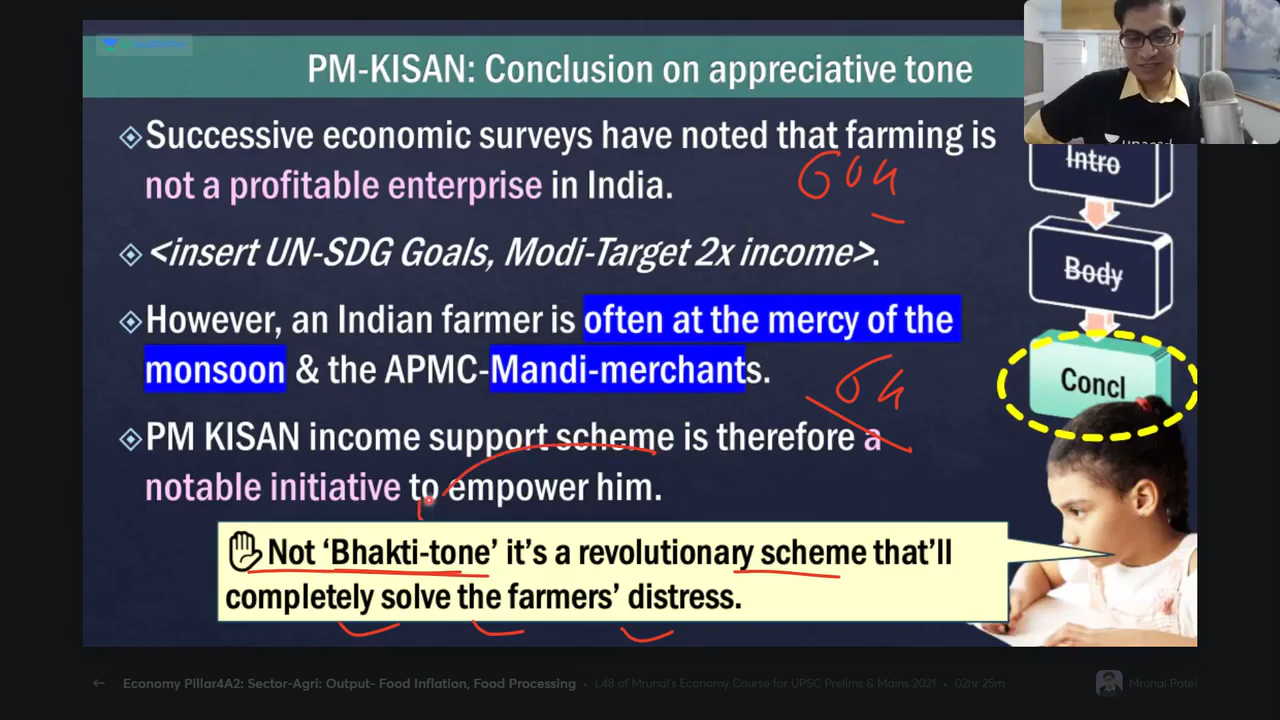 PM-KISAN: Conclusion on appreciative tone
Successive economic surveys have noted that farming is
not a profitable enterprise in India.
<insert UN-SDG Goals, Modi-Target 2x income>.
However, an Indian farmer is often at the mercy of the
monsoon & the APMC-Mandi-merchants.
PM KISAN income support scheme is therefore a
notable initiative to empower him.
Not ‘Bhakti-tone’ it’s a revolutionary scheme that’ll
completely solve the farmers’ distress.
Intro
Body
Concl
← Economy Pillar4A2: Sector-Agri: Output- Food Inflation, Food Processing • L48 of Mrunal's Economy Course for UPSC Prelims & Mains 2021 • 02hr 25m
Mrunal Patel